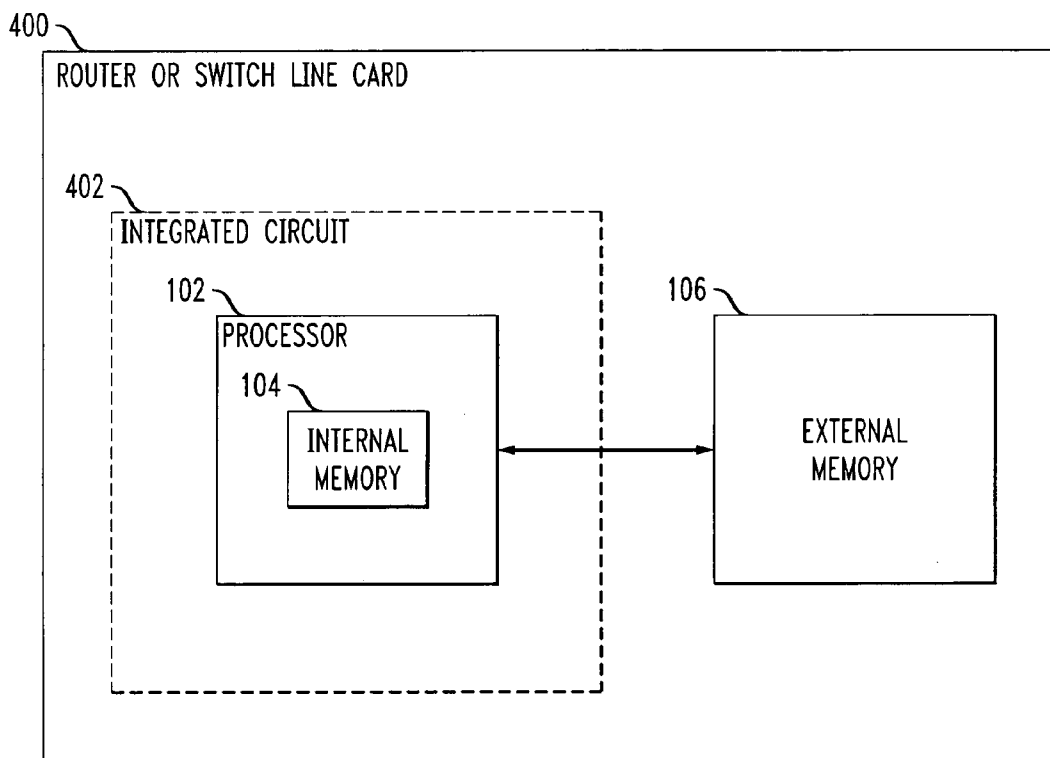 400
ROUTER OR SWITCH LINE CARD
402
INTEGRATED CIRCUIT
102
PROCESSOR
104
INTERNAL
MEMORY
106
EXTERNAL
MEMORY